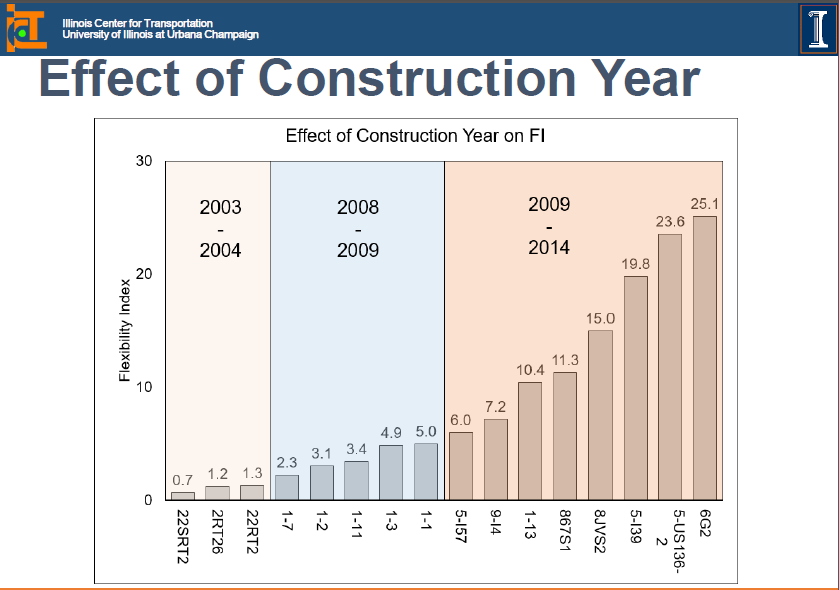 Illinois Center for Transportation
University of Illinois at Urbana Champaign
Effect of Construction Year
Effect of Construction Year on FI
Flexibility Index
30
20
10
0
2003
-
2004
2008
-
2009
2009
-
2014
0.7
1.2
1.3
2.3
3.1
3.4
4.9
5.0
6.0
7.2
10.4
11.3
15.0
19.8
23.6
25.1
22SRT2
2RT26
22RT2
1-7
1-2
1-11
1-3
1-1
5-I57
9-I4
1-13
867S1
8JVS2
5-I39
5-US136-
2
6G2